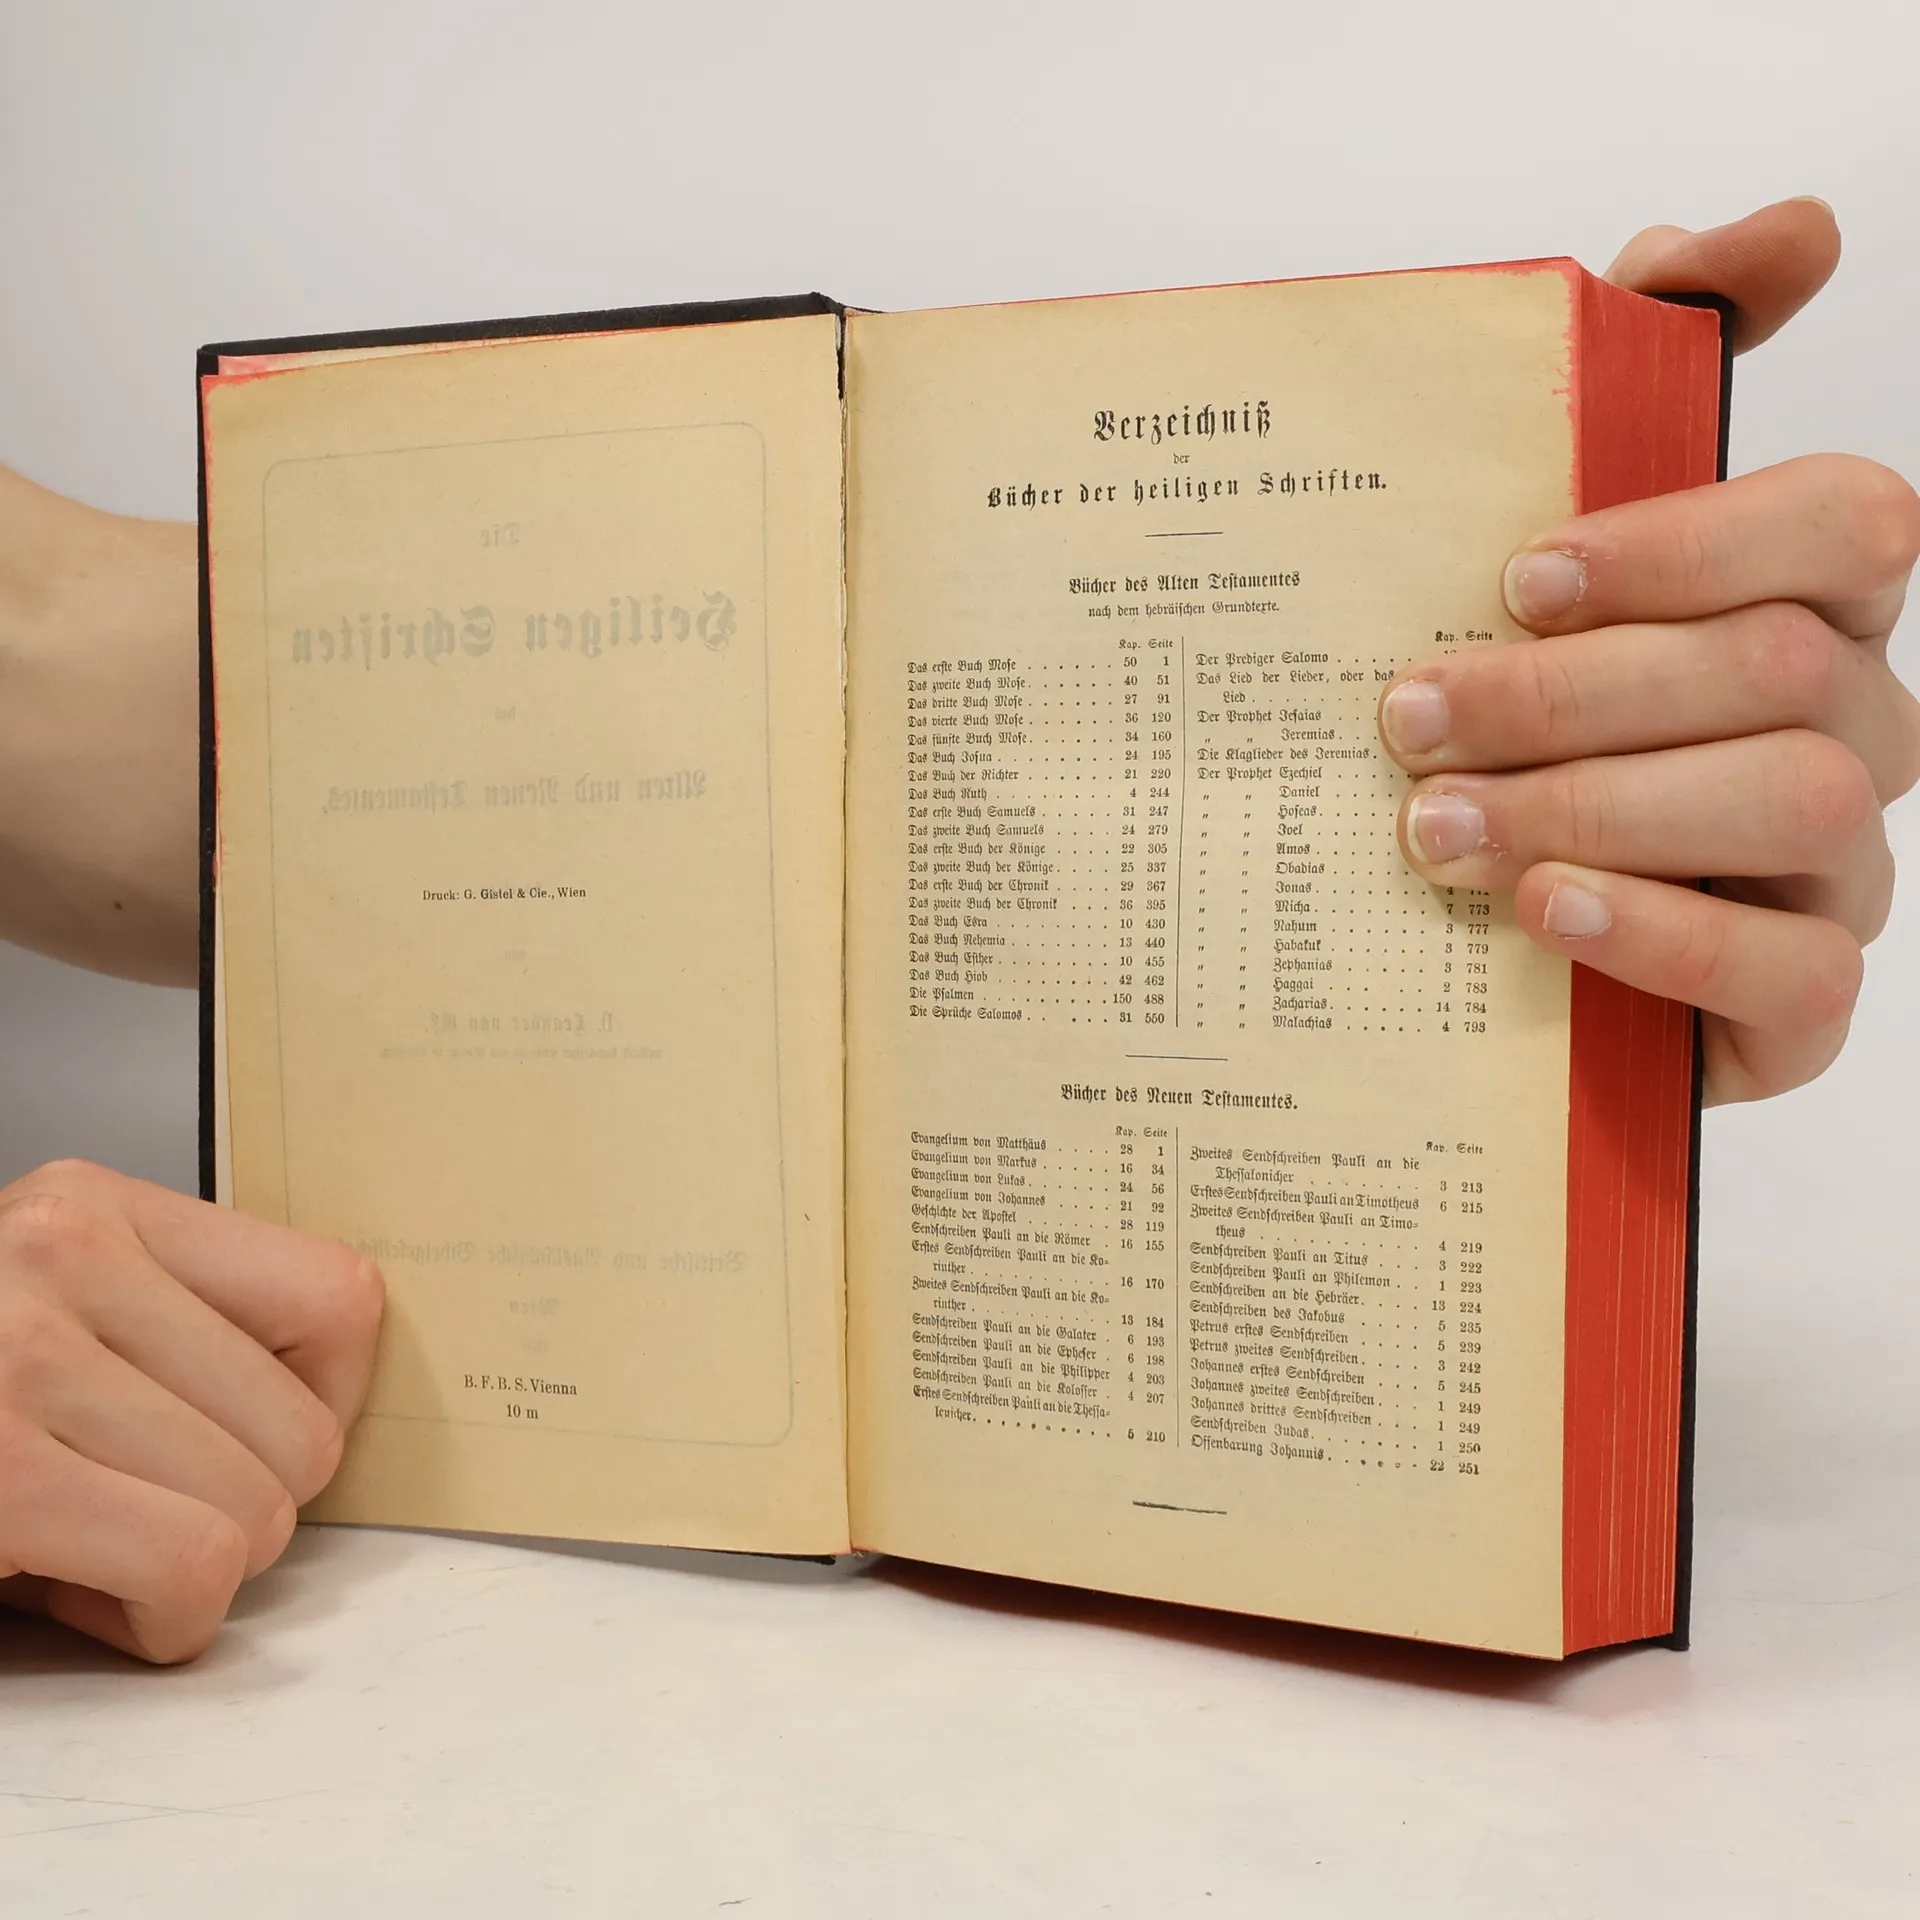 Druck: G. Gistel & Cie., Wien
B. F. B. S. Vienna
10 m
Verzeichniß
der
Bücher der heiligen Schriften.
Bücher des Alten Testamentes
nach dem hebräischen Grundtexte.
Kap. Seite
Das erste Buch Mose . . . . . . 50 1
Das zweite Buch Mose . . . . . . 40 51
Das dritte Buch Mose . . . . . . 27 91
Das vierte Buch Mose . . . . . . 36 120
Das fünfte Buch Mose . . . . . . 34 160
Das Buch Josua . . . . . . . . 24 195
Das Buch der Richter . . . . . . 21 220
Das Buch Ruth . . . . . . . . 4 244
Das erste Buch Samuels . . . . . 31 247
Das zweite Buch Samuels . . . . 24 279
Das erste Buch der Könige . . . . 22 305
Das zweite Buch der Könige . . . . 25 337
Das erste Buch der Chronik . . . . 29 367
Das zweite Buch der Chronik . . . 36 395
Das Buch Esra . . . . . . . . 10 430
Das Buch Nehemia . . . . . . . 13 440
Das Buch Esther . . . . . . . . 10 455
Das Buch Hiob . . . . . . . . 42 462
Die Psalmen . . . . . . . . . 150 488
Die Sprüche Salomos . . . . . 31 550
Kap. Seite
Der Prediger Salomo . . . . .
Das Lied der Lieder, oder das
Lied . . . . . . . .
Der Prophet Jesaias . . .
„ „ Jeremias . . .
Die Klaglieder des Jeremias .
Der Prophet Ezechiel . . . . .
„ „ Daniel . . . .
„ „ Hoseas . . . .
„ „ Joel . . . . .
„ „ Amos . . . . .
„ „ Obadias . . . . .
„ „ Jonas . . . . . . 4
„ „ Micha . . . . . . 7 773
„ „ Nahum . . . . . . 3 777
„ „ Habakuk . . . . . 3 779
„ „ Zephanias . . . . . 3 781
„ „ Haggai . . . . . 2 783
„ „ Zacharias . . . . . 14 784
„ „ Malachias . . . . . 4 793
Bücher des Neuen Testamentes.
Kap. Seite
Evangelium von Matthäus . . . . 28 1
Evangelium von Markus . . . . . 16 34
Evangelium von Lukas . . . . . . 24 56
Evangelium von Johannes . . . . 21 92
Geschichte der Apostel . . . . . . 28 119
Sendschreiben Pauli an die Römer . 16 155
Erstes Sendschreiben Pauli an die Ko-
rinther . . . . . . . . . . 16 170
Zweites Sendschreiben Pauli an die Ko-
rinther . . . . . . . . . . 13 184
Sendschreiben Pauli an die Galater . 6 193
Sendschreiben Pauli an die Epheser . 6 198
Sendschreiben Pauli an die Philipper 4 203
Sendschreiben Pauli an die Kolosser . 4 207
Erstes Sendschreiben Pauli an die Thessa-
lonicher . . . . . . . . . . 5 210
Kap. Seite
Zweites Sendschreiben Pauli an die
Thessalonicher . . . . . . . . 3 213
Erstes Sendschreiben Pauli an Timotheus 6 215
Zweites Sendschreiben Pauli an Timo-
theus . . . . . . . . . . 4 219
Sendschreiben Pauli an Titus . . . 3 222
Sendschreiben Pauli an Philemon . . 1 223
Sendschreiben an die Hebräer . . . . 13 224
Sendschreiben des Jakobus . . . . 5 235
Petrus erstes Sendschreiben . . . . 5 239
Petrus zweites Sendschreiben . . . . 3 242
Johannes erstes Sendschreiben . . . 5 245
Johannes zweites Sendschreiben . . . 1 249
Johannes drittes Sendschreiben . . . 1 249
Sendschreiben Judas . . . . . . . 1 250
Offenbarung Johannis . . . . . . 22 251